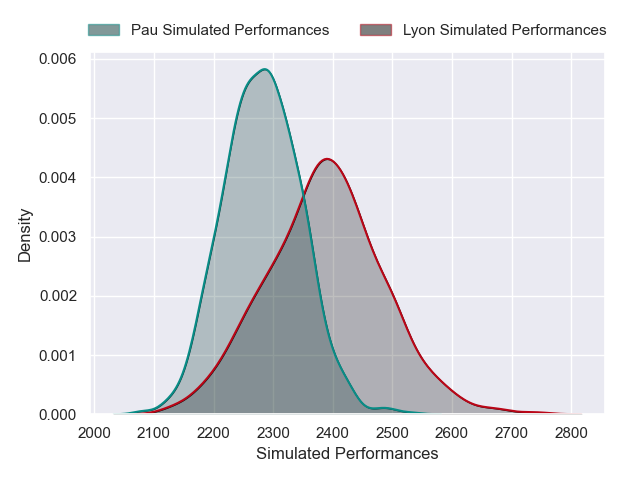 Pau Simulated Performances
Lyon Simulated Performances
0.006
0.005
0.004
0.003
0.002
0.001
0.000
Density
2000 2100 2200 2300 2400 2500 2600 2700 2800
Simulated Performances